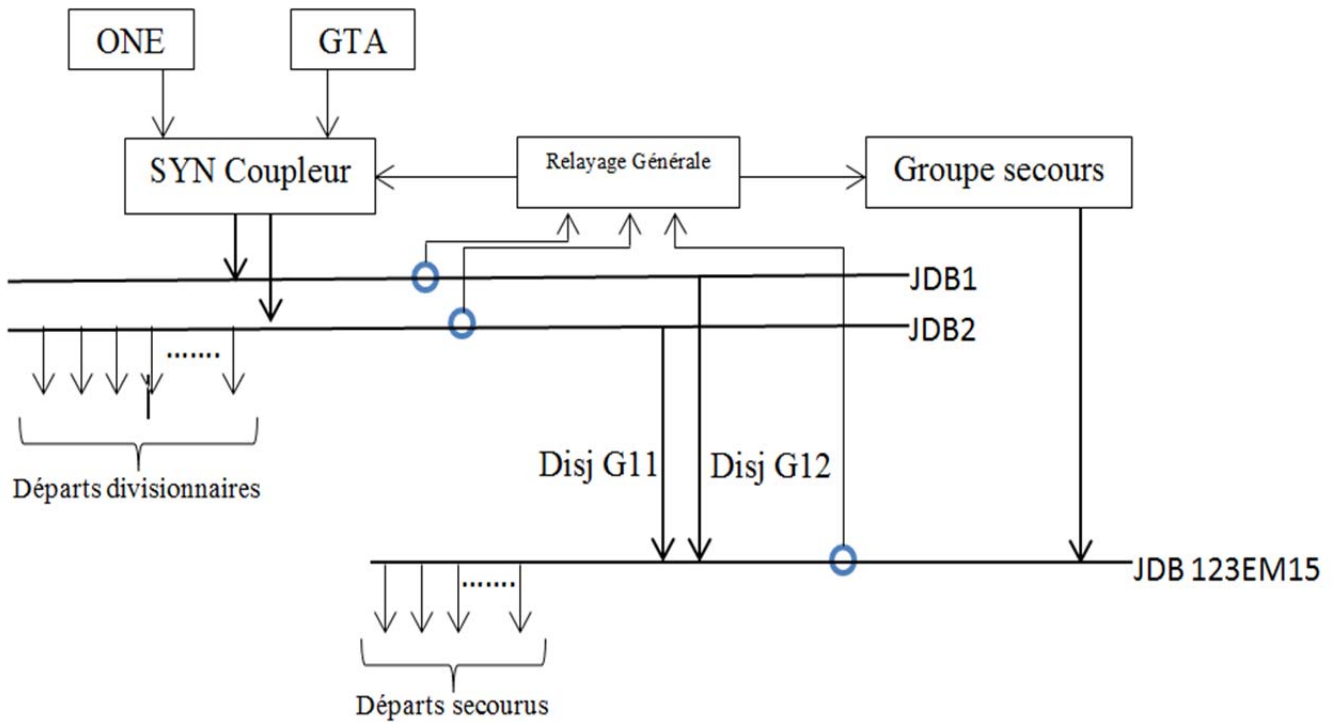 ONE
GTA
SYN Coupleur
Relayage Générale
Groupe secours
JDB1
JDB2
.......
Disj G11
Disj G12
Départs divisionnaires
JDB 123EM15
.......
Départs secourus